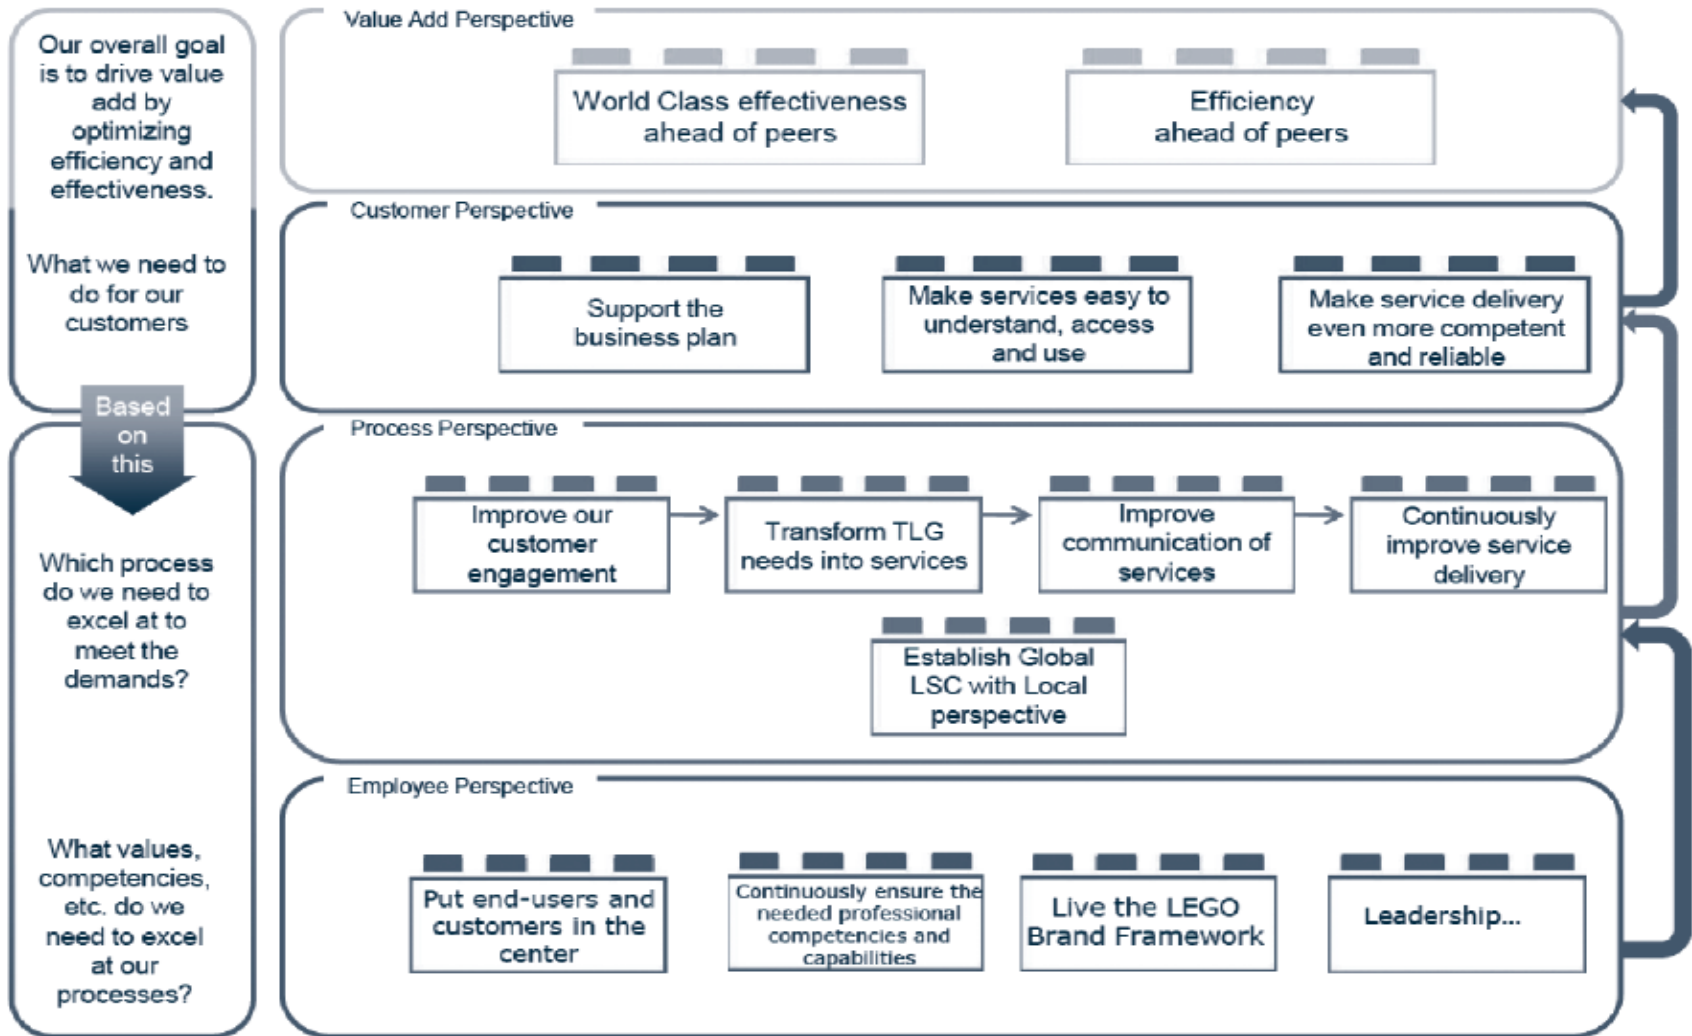 Our overall goal
is to drive value
add by
optimizing
efficiency and
effectiveness.
What we need to
do for our
customers
Based
on
this
Which process
do we need to
excel at to
meet the
demands?
What values,
competencies,
etc. do we
need to excel
at our
processes?
Value Add Perspective
World Class effectiveness
ahead of peers
Efficiency
ahead of peers
Customer Perspective
Support the
business plan
Make services easy to
understand, access
and use
Make service delivery
even more competent
and reliable
Process Perspective
Improve our
customer
engagement
Transform TLG
needs into services
Improve
communication of
services
Continuously
improve service
delivery
Establish Global
LSC with Local
perspective
Employee Perspective
Put end-users and
customers in the
center
Continuously ensure the
needed professional
competencies and
capabilities
Live the LEGO
Brand Framework
Leadership...